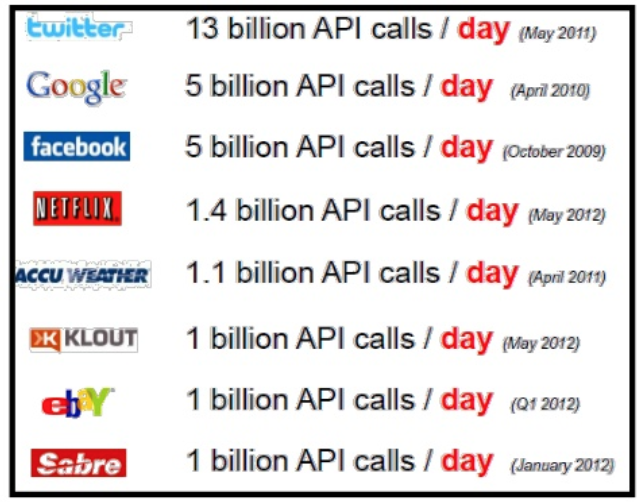 twitter 13 billion API calls / day (May 2011)
Google 5 billion API calls / day (April 2010)
facebook 5 billion API calls / day (October 2009)
NETFLIX 1.4 billion API calls / day (May 2012)
ACCU WEATHER 1.1 billion API calls / day (April 2011)
KLOUT 1 billion API calls / day (May 2012)
ebaY 1 billion API calls / day (Q1 2012)
Sabre 1 billion API calls / day (January 2012)